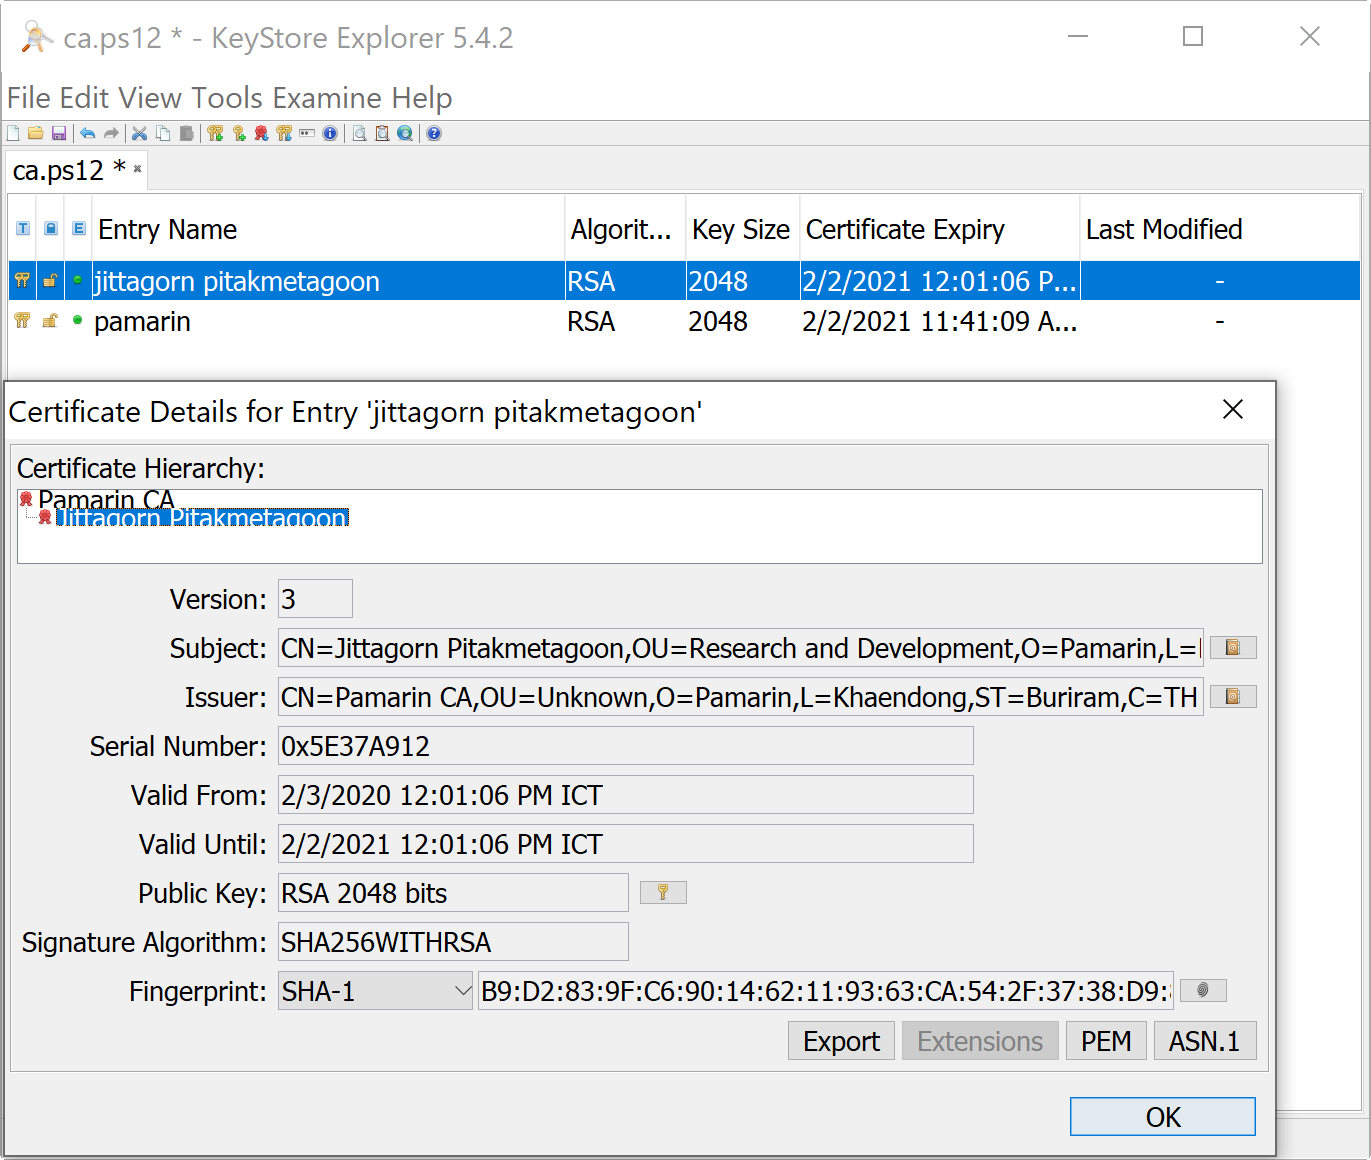 ca.ps12 * - KeyStore Explorer 5.4.2
File Edit View Tools Examine Help
ca.ps12 *
T E Entry Name Algorit... Key Size Certificate Expiry Last Modified
jittagorn pitakmetagoon RSA 2048 2/2/2021 12:01:06 P... -
pamarin RSA 2048 2/2/2021 11:41:09 A... -
Certificate Details for Entry 'jittagorn pitakmetagoon'
Certificate Hierarchy:
Pamarin CA
Jittagorn Pitakmetagoon
Version: 3
Subject: CN=Jittagorn Pitakmetagoon,OU=Research and Development,O=Pamarin,L=
Issuer: CN=Pamarin CA,OU=Unknown,O=Pamarin,L=Khaendong,ST=Buriram,C=TH
Serial Number: 0x5E37A912
Valid From: 2/3/2020 12:01:06 PM ICT
Valid Until: 2/2/2021 12:01:06 PM ICT
Public Key: RSA 2048 bits
Signature Algorithm: SHA256WITHRSA
Fingerprint: SHA-1 B9:D2:83:9F:C6:90:14:62:11:93:63:CA:54:2F:37:38:D9:
Export Extensions PEM ASN.1
OK